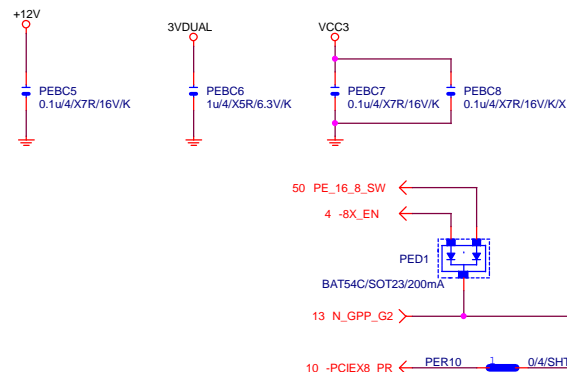 +12V
3VDUAL
VCC3
PEBC5
0.1u/4/X7R/16V/K
PEBC6
1u/4/X5R/6.3V/K
PEBC7
0.1u/4/X7R/16V/K
PEBC8
0.1u/4/X7R/16V/K/X
50 PE_16_8_SW
4 -8X_EN
PED1
BAT54C/SOT23/200mA
13 N_GPP_G2
10 -PCIEX8_PR
PER10
1
0/4/SHT